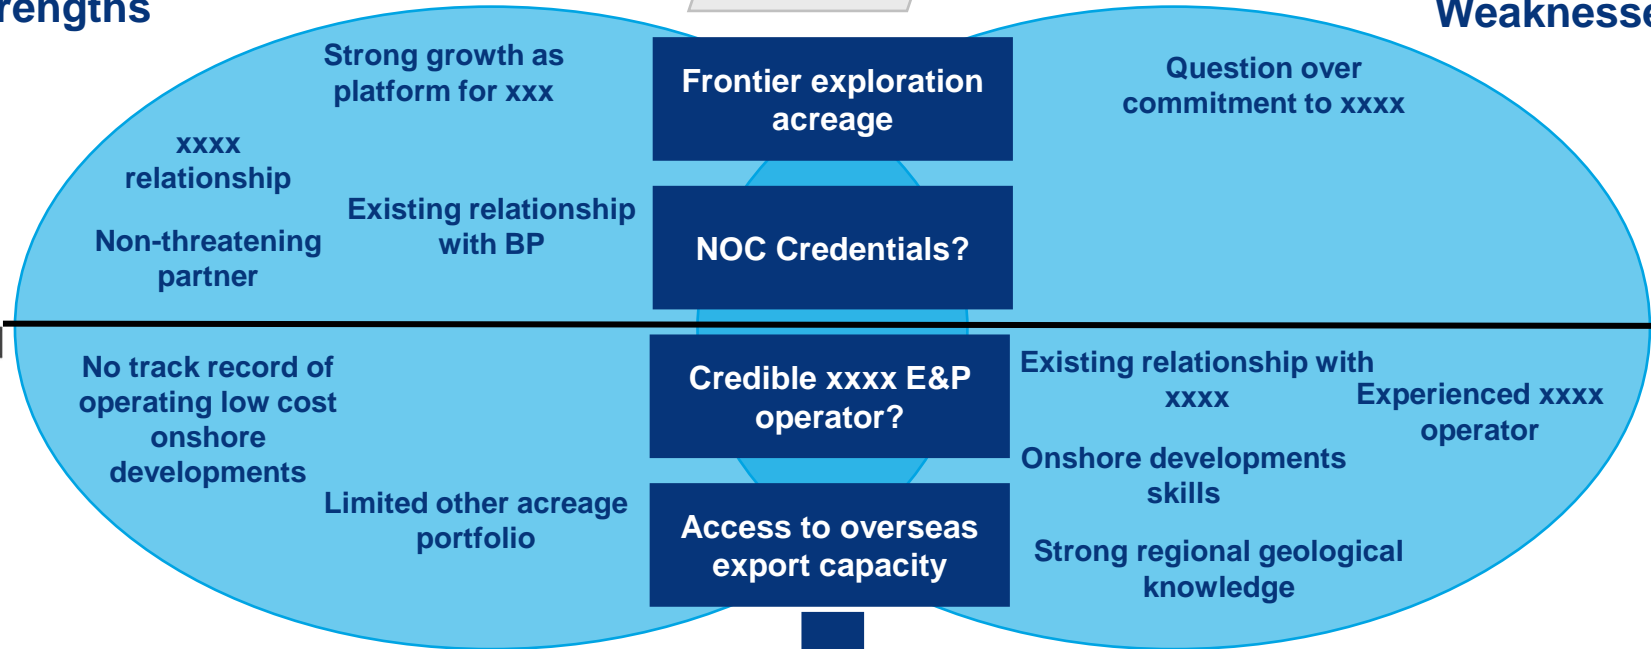 rengths
Weaknesse
Strong growth as
platform for xxx
xxxx
relationship
Existing relationship
with BP
Non-threatening
partner
Frontier exploration
acreage
NOC Credentials?
Question over
commitment to xxxx
No track record of
operating low cost
onshore
developments
Limited other acreage
portfolio
Credible xxxx E&P
operator?
Access to overseas
export capacity
Existing relationship with
xxxx
Experienced xxxx
operator
Onshore developments
skills
Strong regional geological
knowledge